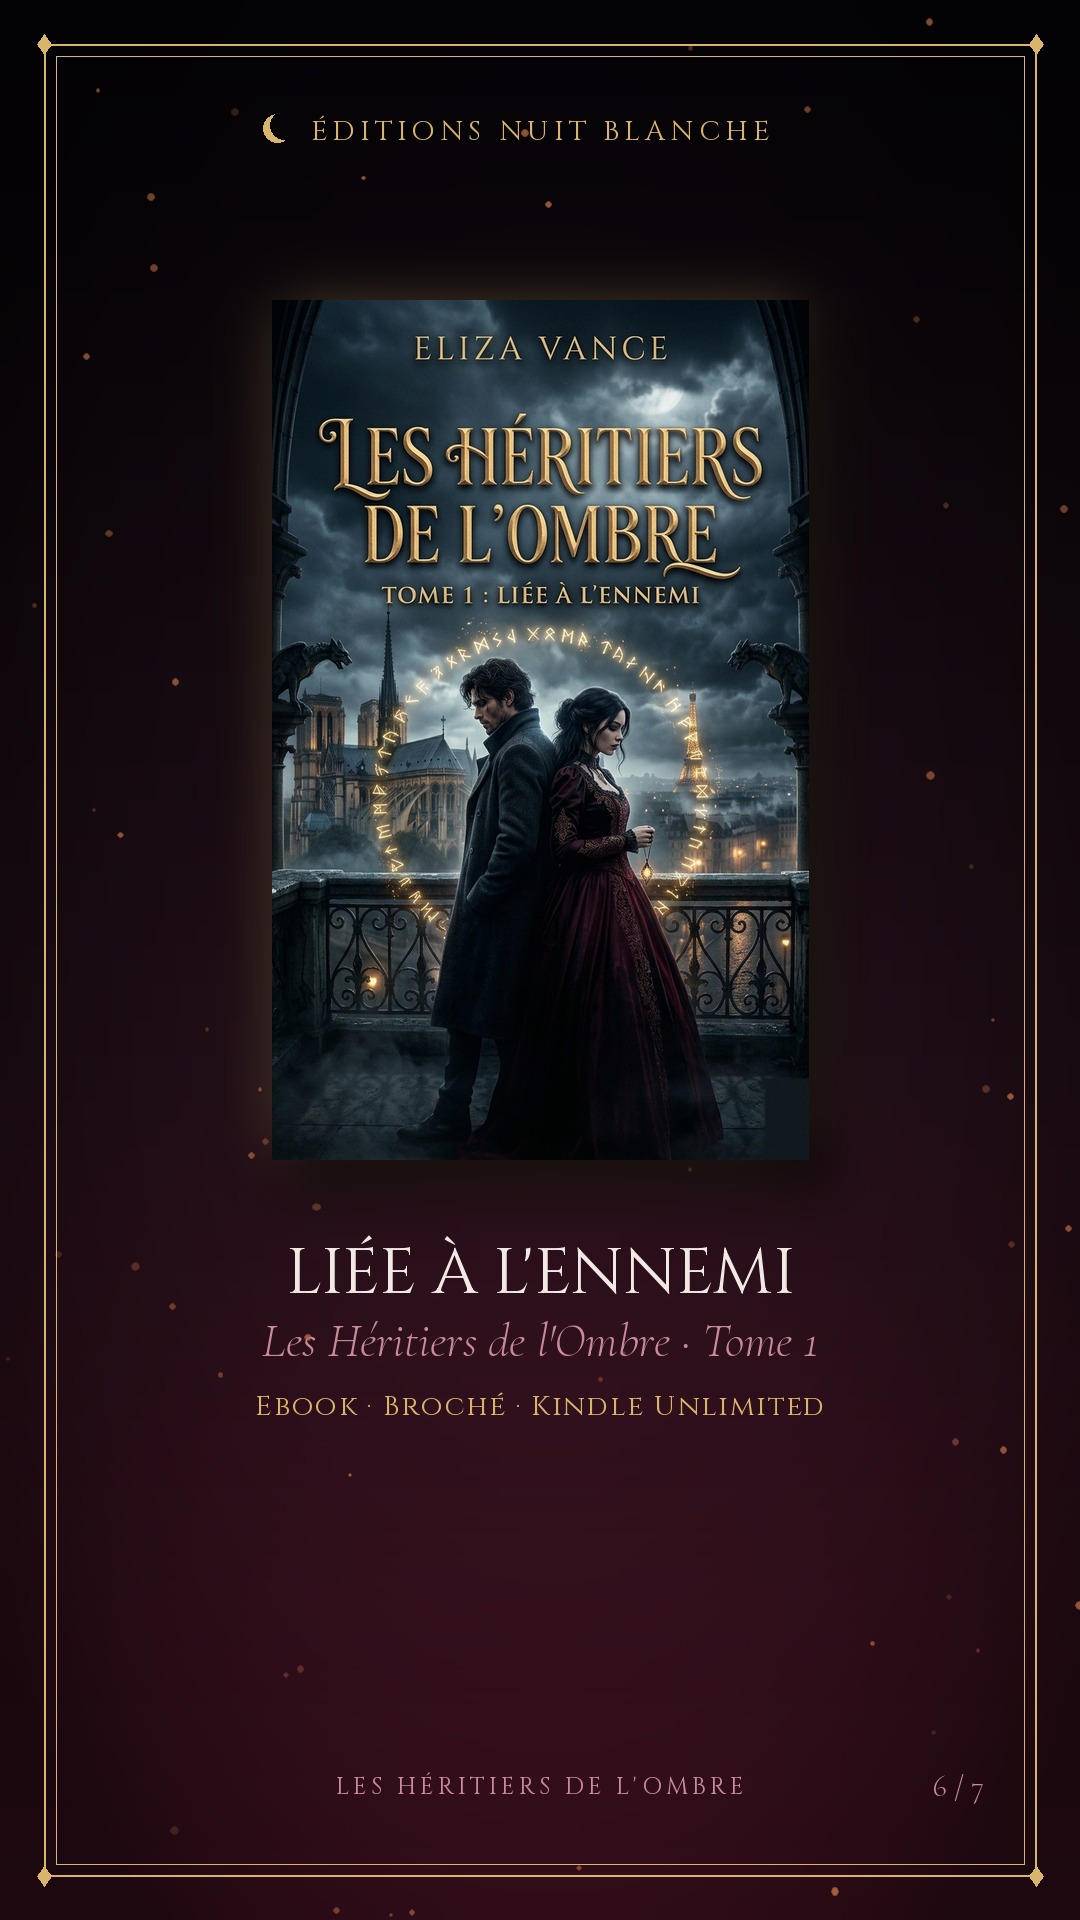 ÉDITIONS NUIT BLANCHE
ELIZA VANCE
LES HÉRITIERS
DE L'OMBRE
TOME 1 : LIÉE À L'ENNEMI
LIÉE À L'ENNEMI
Les Héritiers de l'Ombre · Tome 1
EBOOK · BROCHÉ · KINDLE UNLIMITED
LES HÉRITIERS DE L'OMBRE
6/7